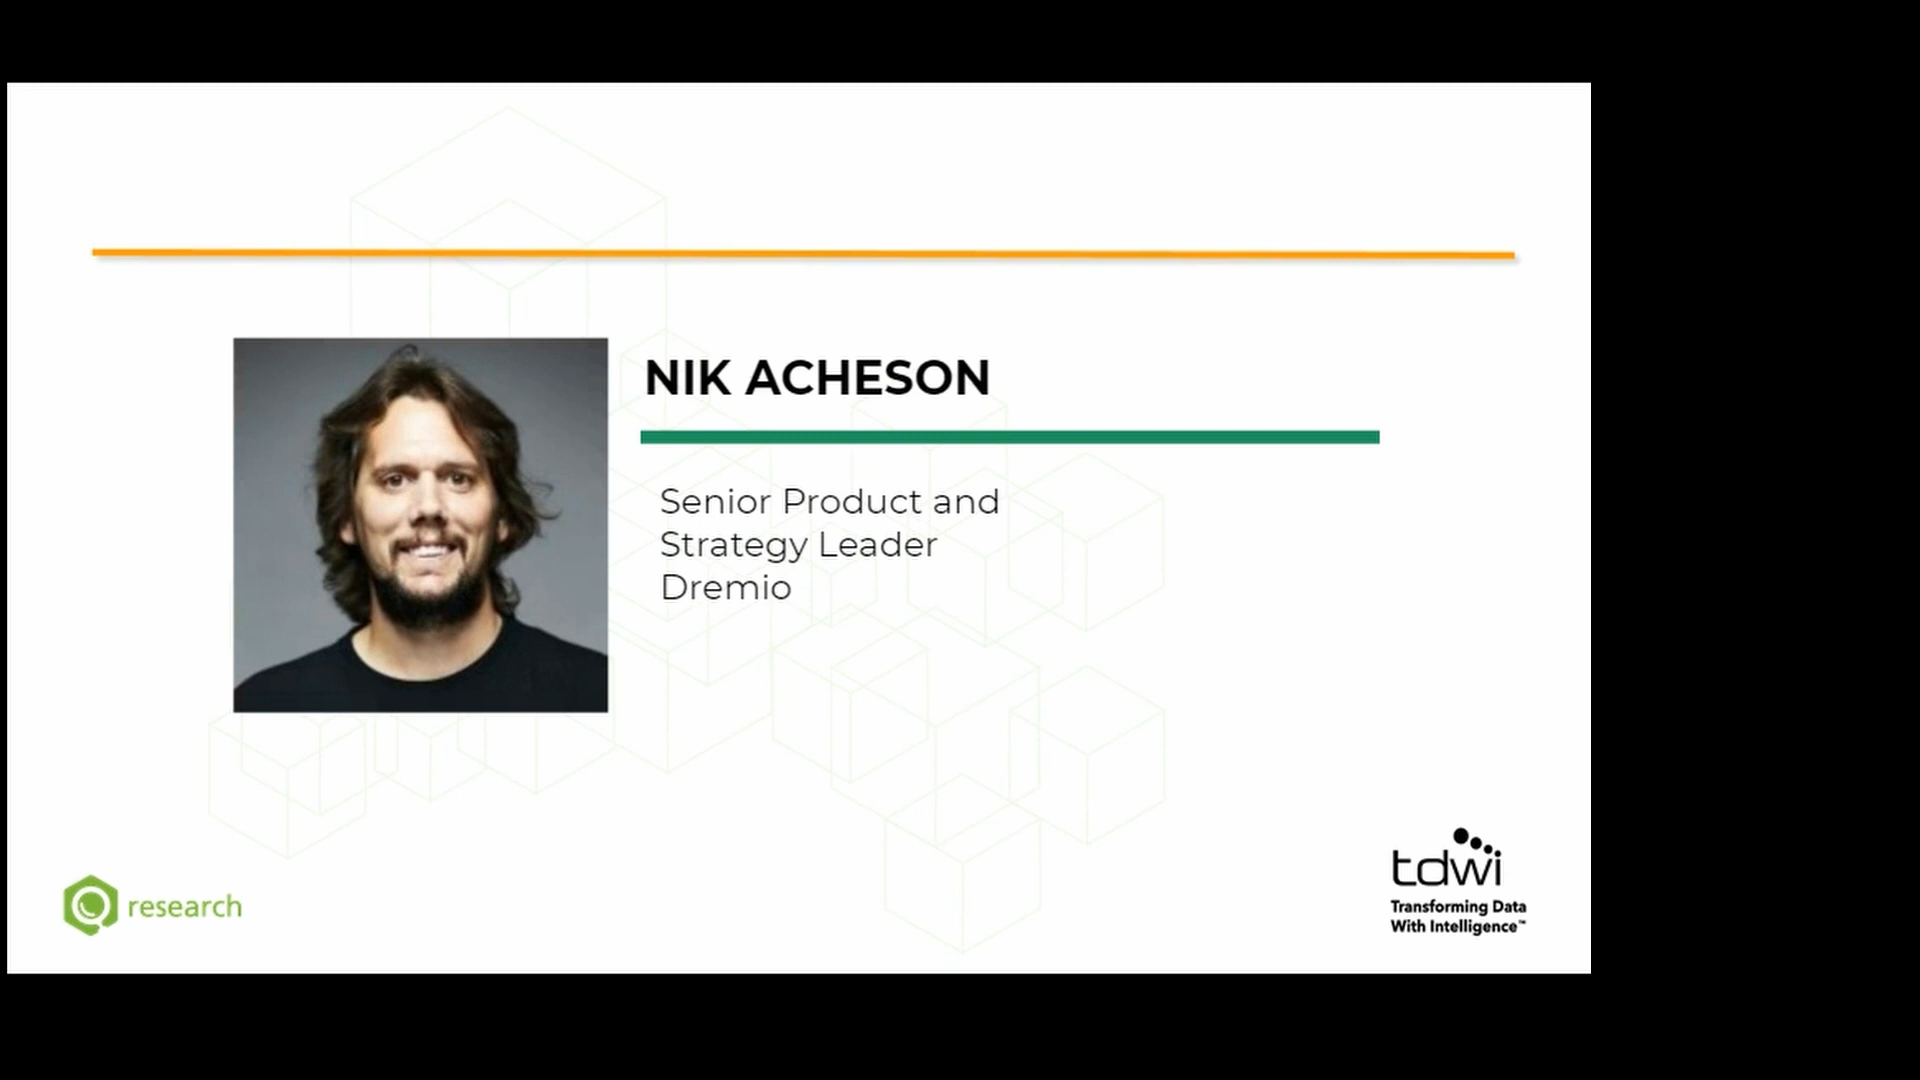 NIK ACHESON
Senior Product and
Strategy Leader
Dremio
research
tdwi
Transforming Data
With Intelligence™